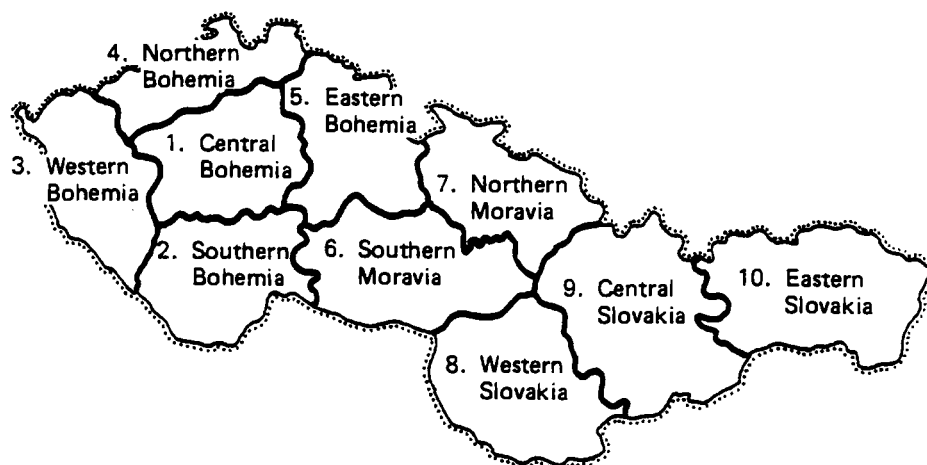 4. Northern
Bohemia
5. Eastern
Bohemia
1. Central
Bohemia
3. Western
Bohemia
7. Northern
Moravia
2. Southern
Bohemia
6. Southern
Moravia
9. Central
Slovakia
10. Eastern
Slovakia
8. Western
Slovakia